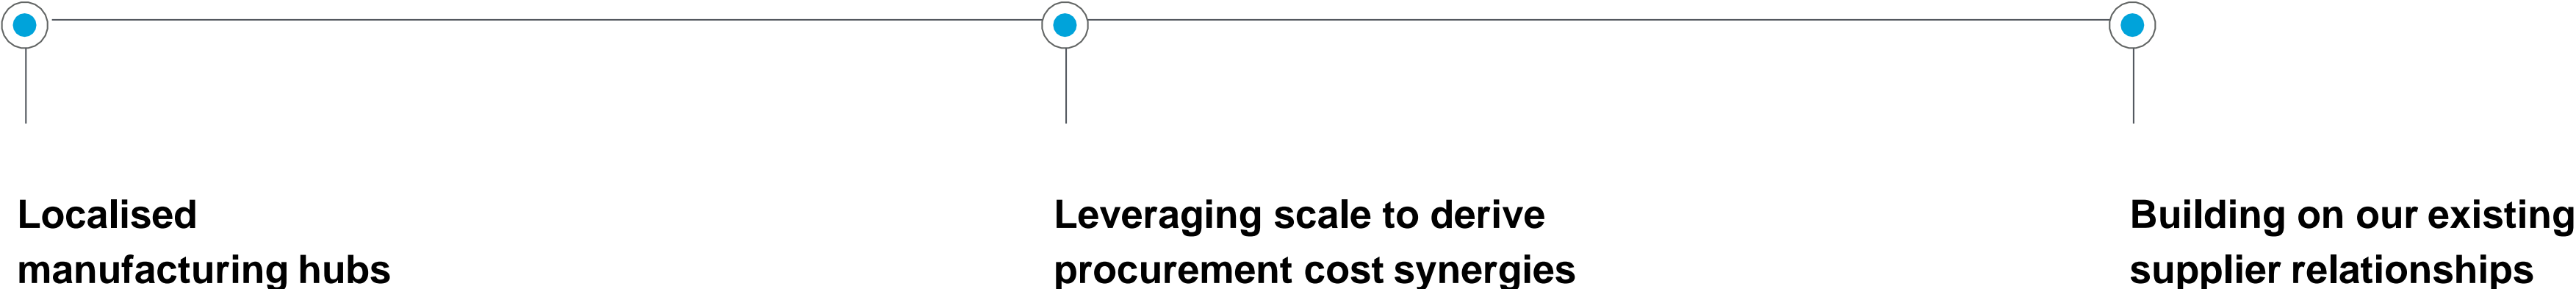 Localised
manufacturing hubs
Leveraging scale to derive
procurement cost synergies
Building on our existing
supplier relationships